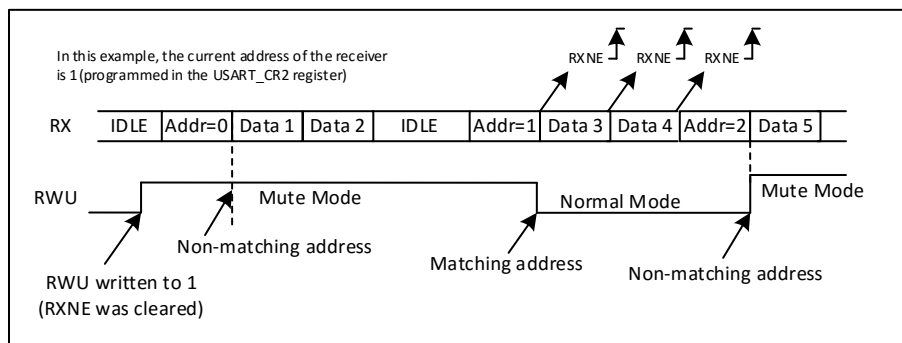 In this example, the current address of the receiver
is 1(programmed in the USART_CR2 register)
RXNE RXNE RXNE
RX IDLE Addr=0 Data 1 Data 2 IDLE Addr=1 Data 3 Data 4 Addr=2 Data 5
RWU Mute Mode Normal Mode Mute Mode
Non-matching address Matching address Non-matching address
RWU written to 1
(RXNE was cleared)